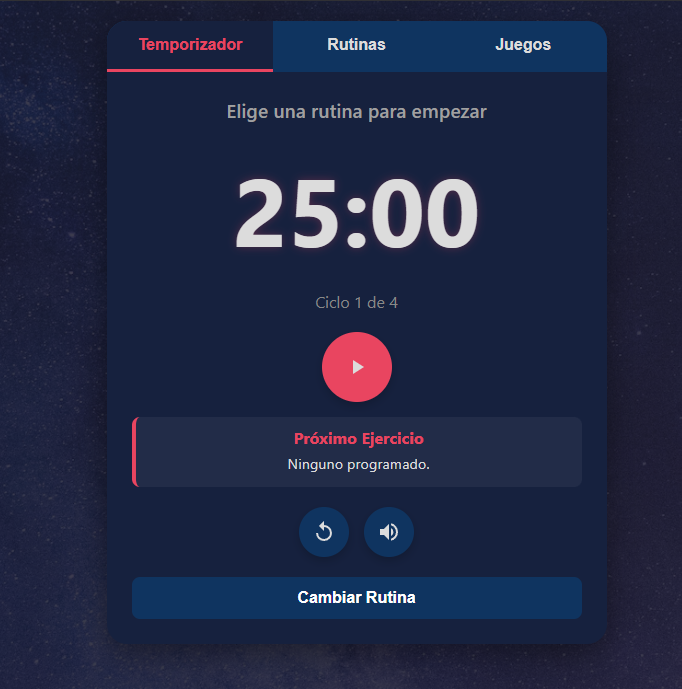 Temporizador
Rutinas
Juegos
Elige una rutina para empezar
25:00
Ciclo 1 de 4
Próximo Ejercicio
Ninguno programado.
Cambiar Rutina